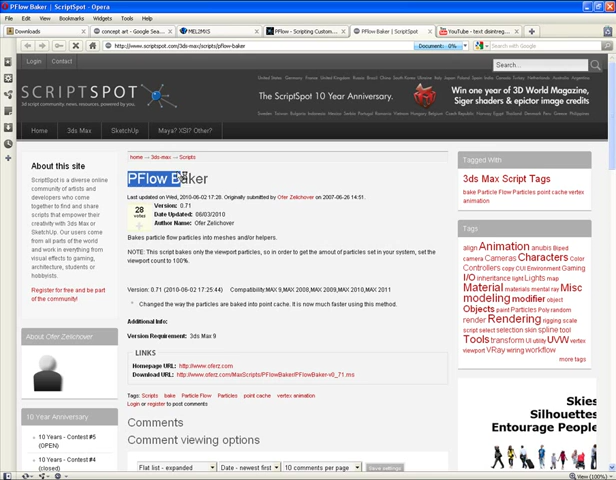 PFlow Baker | ScriptSpot - Opera
File Edit View Bookmarks Widgets Tools Help
Downloads concept art - Google Sea... MEL2MXS PFlow - Scripting Custom... PFlow Baker | ScriptSpot YouTube - text disintegr...
http://www.scriptspot.com/3ds-max/scripts/pflow-baker Document: 0% Search with Google
Login Contact
Search...
SCRIPTSPOT
3d script community. news. resources. powered by you.
The ScriptSpot 10 Year Anniversary.
Win one year of 3D World Magazine,
Siger shaders & epictor image credits
Home 3ds Max SketchUp Maya? XSI? Other?
About this site
ScriptSpot is a diverse online
community of artists and
developers who come
together to find and share
scripts that empower their
creativity with 3ds Max or
SketchUp. Our users come
from all parts of the world
and work in everything from
visual effects to gaming,
architecture, students or
hobyists.
Register for free and be part
of the community!
About Ofer Zelichover
10 Year Anniversary
10 Years - Contest #5
(OPEN)
10 Years - Contest #4
(closed)
home → 3ds-max → Scripts
PFlow Baker
Last updated on Wed, 2010-06-02 17:28. Originally submitted by Ofer Zelichover on 2007-06-26 14:51.
28
votes
Version: 0.71
Date Updated: 06/03/2010
Author Name: Ofer Zelichover
Bakes particle flow particles into meshes and/or helpers.
NOTE: This script bakes only the viewport particles, so in order to get the amout of particles set in your system, set the
viewport count to 100%.
Version: 0.71 (2010-06-02 17:25:44) Compatibility:MAX 9,MAX 2008,MAX 2009,MAX 2010,MAX 2011
* Changed the way the particles are baked into point cache. It is now much faster using this method.
Additional Info:
Version Requirement: 3ds Max 9
LINKS
Homepage URL: http://www.oferz.com
Download URL: http://www.oferz.com/MaxScripts/PFlowBaker/PFlowBaker-v0_71.ms
Tags: Scripts bake Particle Flow Particles point cache vertex animation
Login or register to post comments
Comments
Comment viewing options
Flat list - expanded Date - newest first 10 comments per page Save settings
Tagged With
3ds Max Script Tags
bake Particle Flow Particles point cache vertex
animation
Tags
align Animation anubis Biped
camera Cameras Characters
Color Controllers copy CUI Environment Gaming
I/O inheritance light Lights map
Material materials mental ray Misc
modeling modifier object
Objects paint Particles Poly random
render Rendering rigging scale
script select selection skin spline tool
Tools transform UI utility UVW vertex
viewport VRay wiring workflow
more tags
Skies
Silhouettes
Entourage People
View (100%)